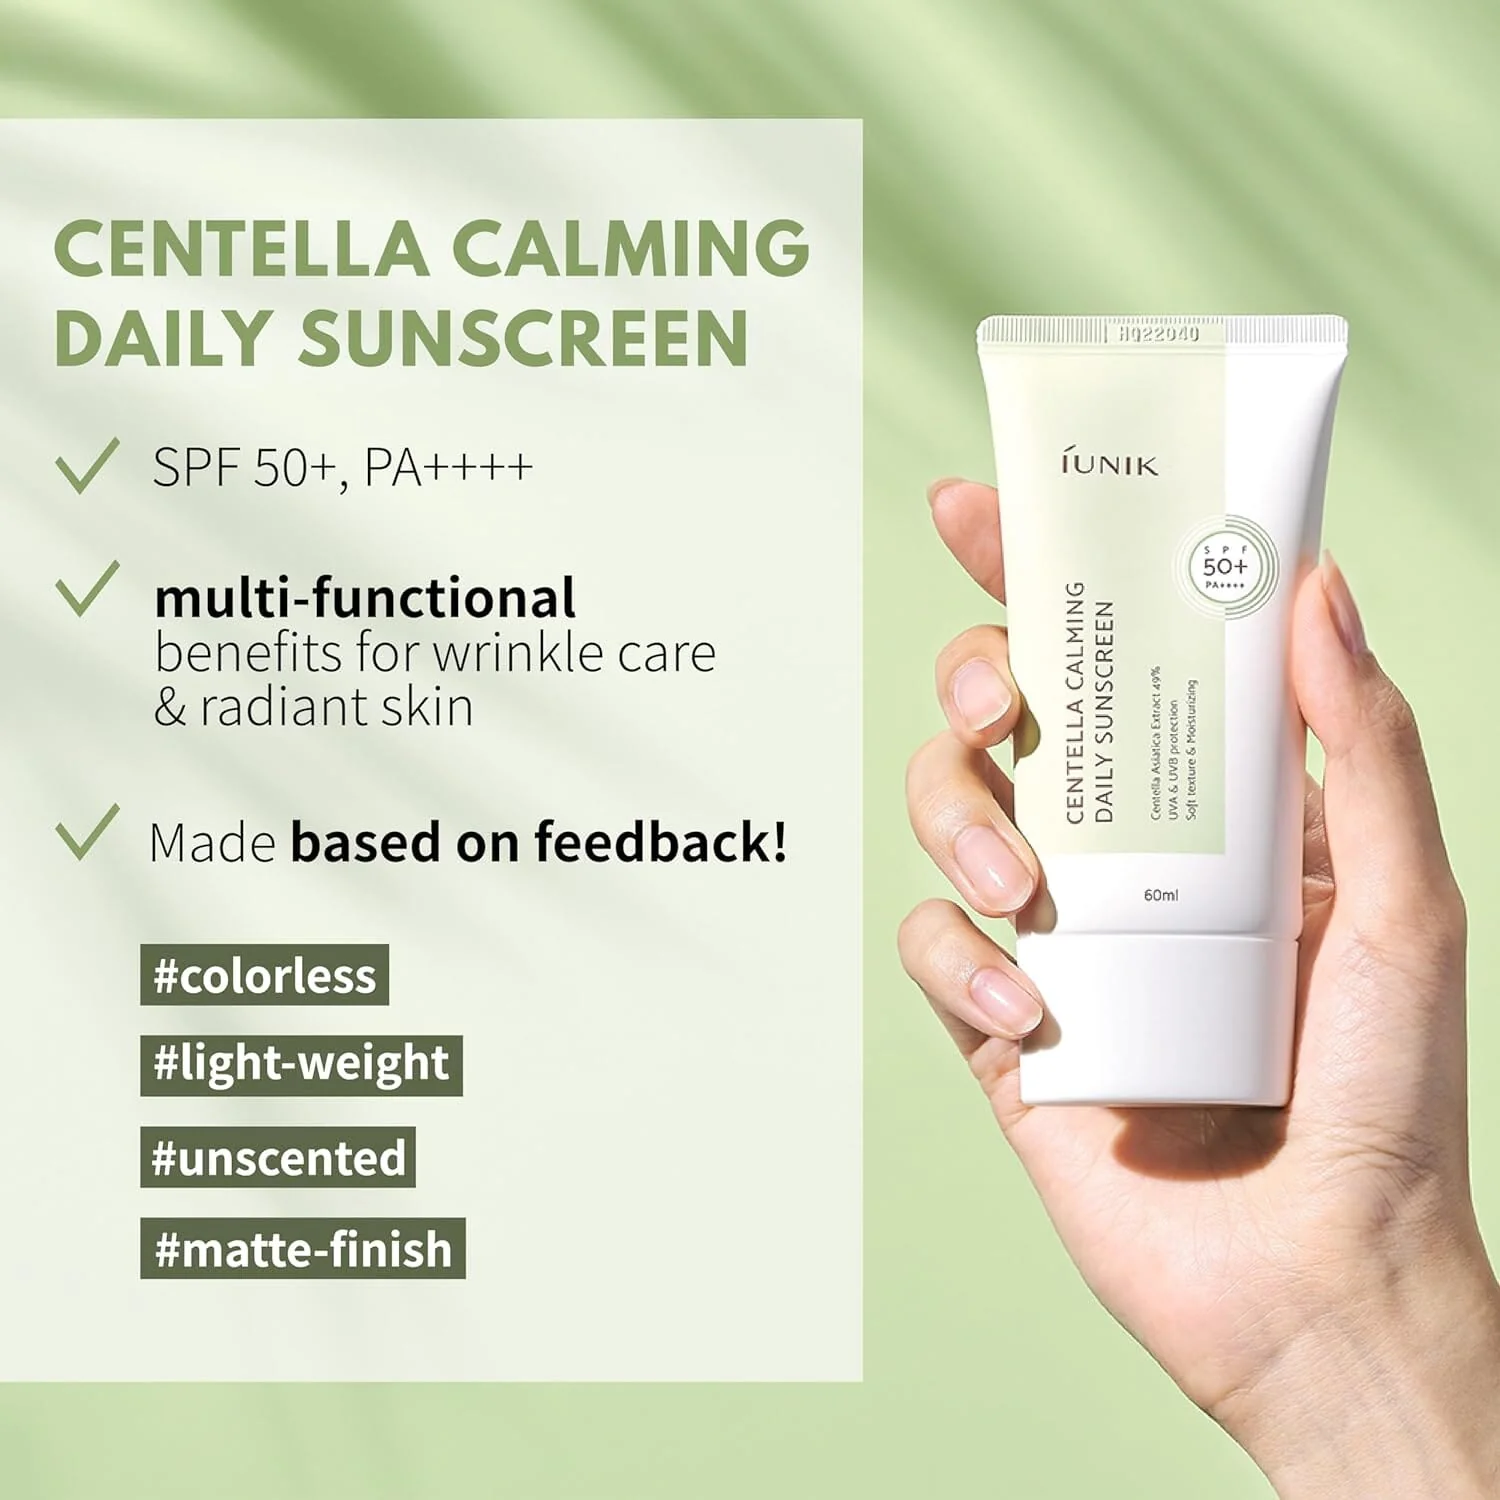 CENTELLA CALMING
DAILY SUNSCREEN
SPF 50+, PA++++
multi-functional
benefits for wrinkle care
& radiant skin
Made based on feedback!
#colorless
#light-weight
#unscented
#matte-finish
HQ22040
íUNIK
SPF
50+
PA++++
CENTELLA CALMING
DAILY SUNSCREEN
Centella Asiatica Extract 49%
UVA & UVB protection
Soft texture & Moisturizing
60ml